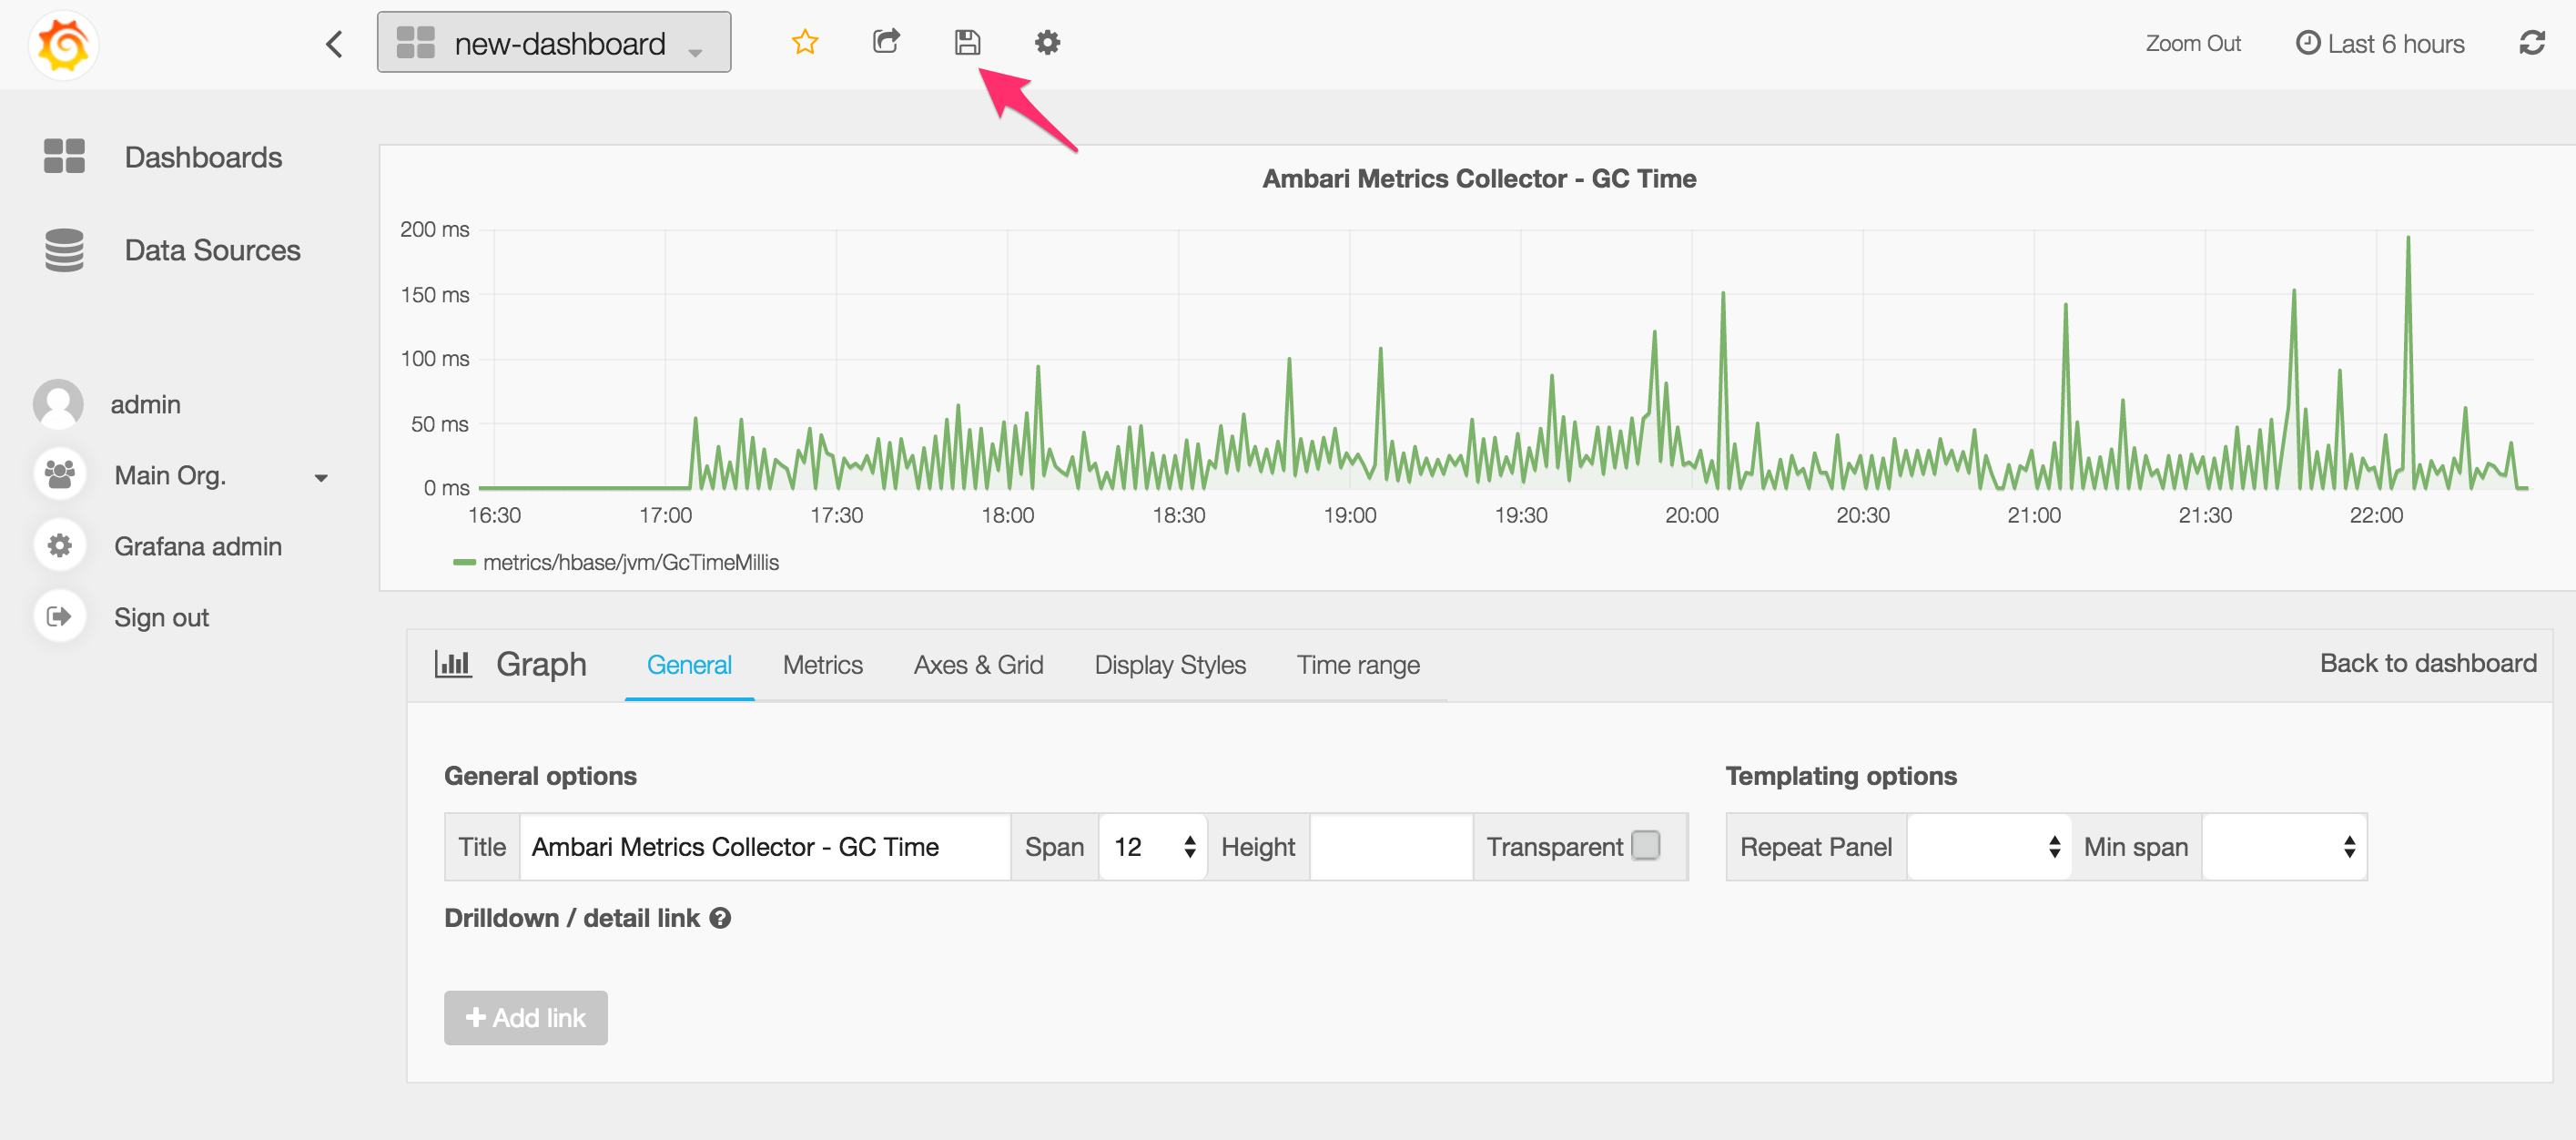 new-dashboard
Zoom Out
Last 6 hours
Dashboards
Data Sources
admin
Main Org.
Grafana admin
Sign out
Ambari Metrics Collector - GC Time
200 ms
150 ms
100 ms
50 ms
0 ms
16:30 17:00 17:30 18:00 18:30 19:00 19:30 20:00 20:30 21:00 21:30 22:00
metrics/hbase/jvm/GcTimeMillis
Graph General Metrics Axes & Grid Display Styles Time range Back to dashboard
General options
Title Ambari Metrics Collector - GC Time Span 12 Height Transparent
Templating options
Repeat Panel Min span
Drilldown / detail link ?
+ Add link